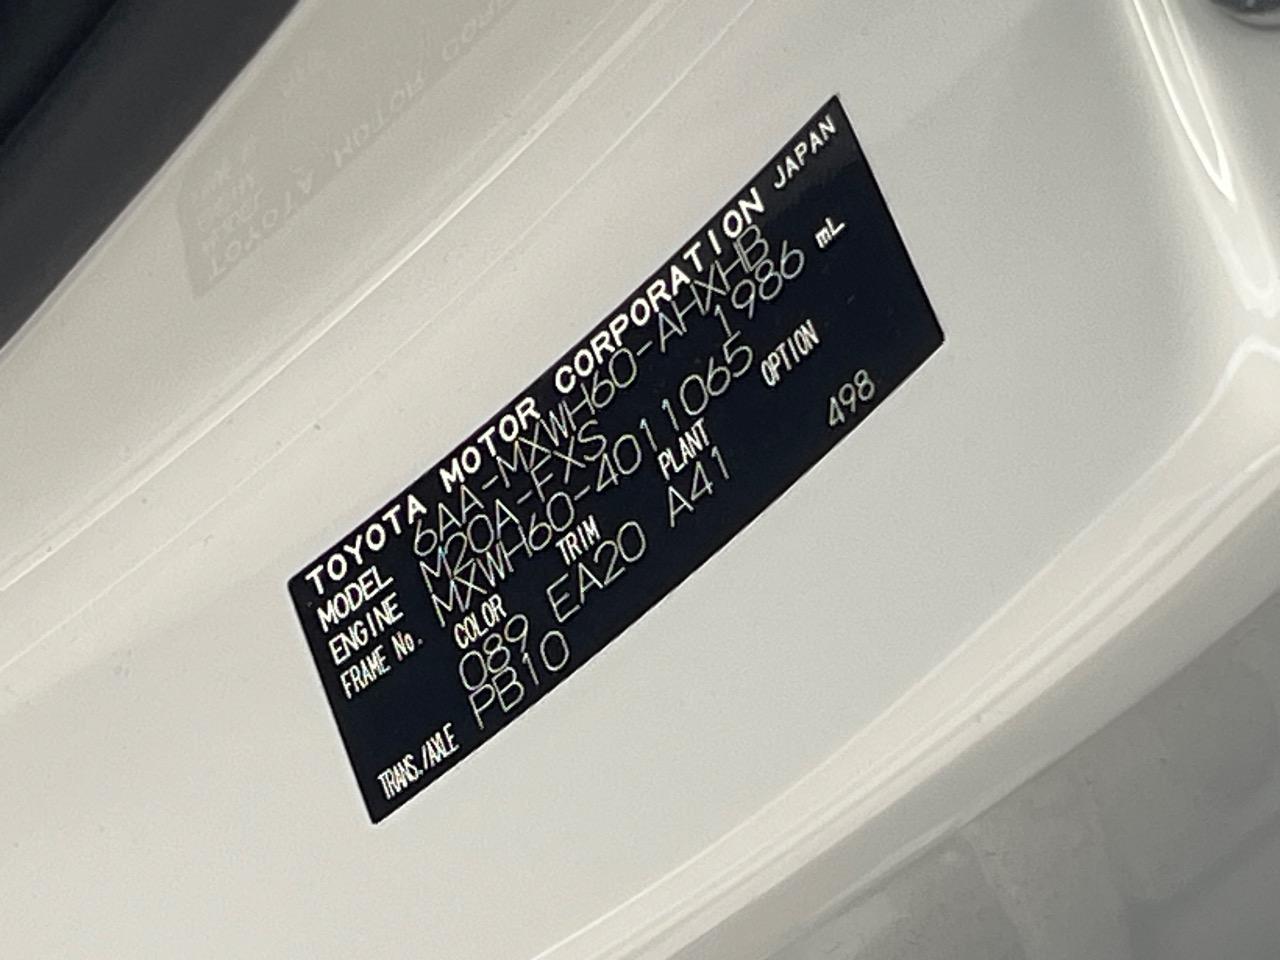 TOYOTA MOTOR CORPORATION JAPAN
MODEL 6AA-MXWH60-AHXHB
ENGINE M20A-FXS 1986 mL
FRAME No. MXWH60-4011065
COLOR TRIM PLANT OPTION
089 EA20 A41 498
TRANS./AXLE PB10